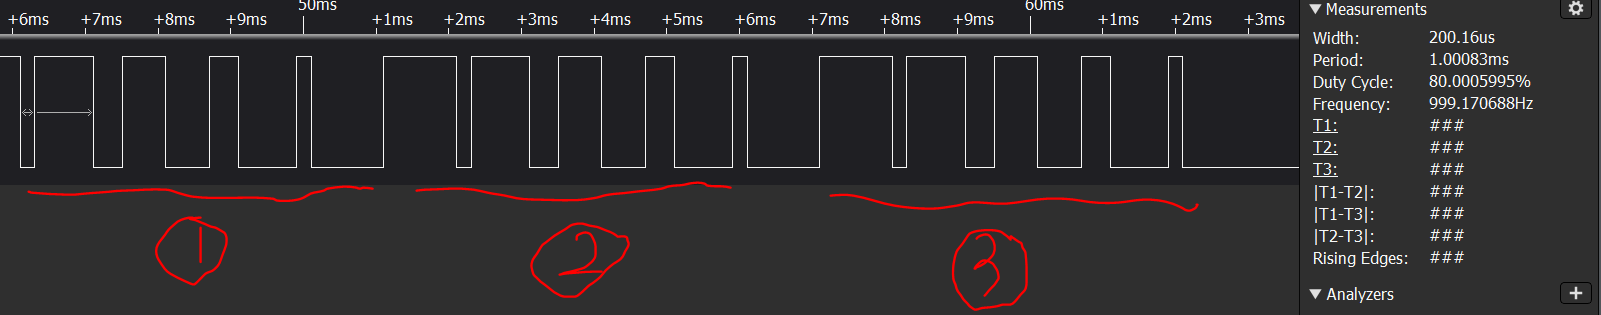 50ms 60ms
+6ms +7ms +8ms +9ms +1ms +2ms +3ms +4ms +5ms +6ms +7ms +8ms +9ms +1ms +2ms +3ms
▼ Measurements
Width: 200.16us
Period: 1.00083ms
Duty Cycle: 80.0005995%
Frequency: 999.170688Hz
T1: ###
T2: ###
T3: ###
|T1-T2|: ###
|T1-T3|: ###
|T2-T3|: ###
Rising Edges: ###
▼ Analyzers +
1 2 3